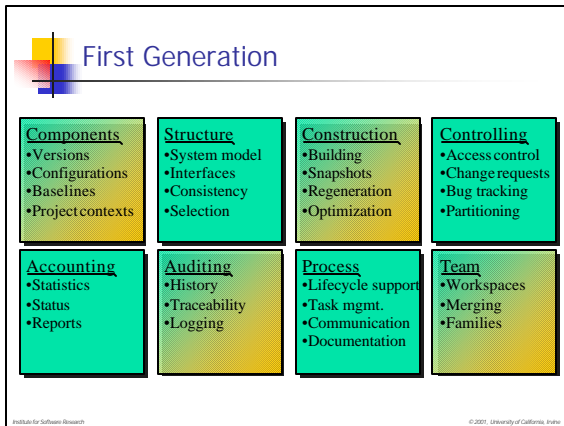 First Generation
Components
•Versions
•Configurations
•Baselines
•Project contexts
Structure
•System model
•Interfaces
•Consistency
•Selection
Construction
•Building
•Snapshots
•Regeneration
•Optimization
Controlling
•Access control
•Change requests
•Bug tracking
•Partitioning
Accounting
•Statistics
•Status
•Reports
Auditing
•History
•Traceability
•Logging
Process
•Lifecycle support
•Task mgmt.
•Communication
•Documentation
Team
•Workspaces
•Merging
•Families
Institute for Software Research
© 2001, University of California, Irvine